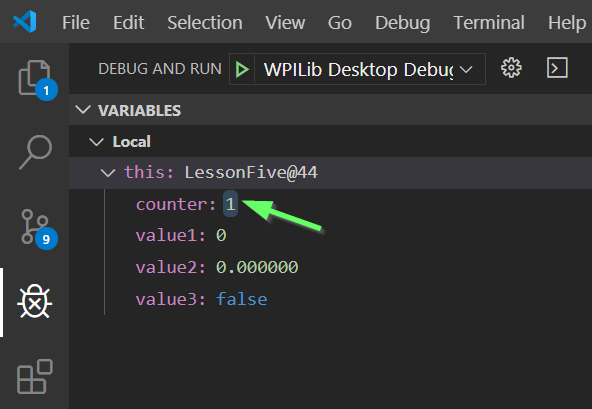 File Edit Selection View Go Debug Terminal Help
DEBUG AND RUN WPILib Desktop Debug
1
VARIABLES
Local
this: LessonFive@44
counter: 1
value1: 0
value2: 0.000000
9
value3: false